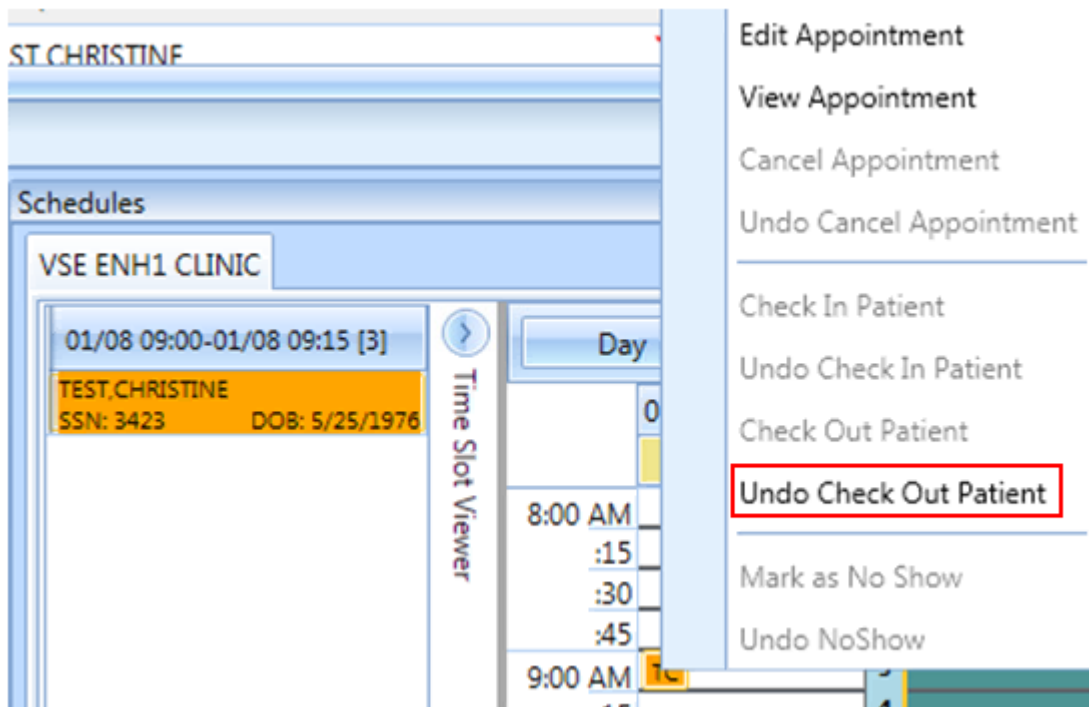 ST CHRISTINE
Schedules
VSE ENH1 CLINIC
01/08 09:00-01/08 09:15 [3]
TEST,CHRISTINE
SSN: 3423 DOB: 5/25/1976
Time Slot Viewer
Day
0
8:00 AM
:15
:30
:45
9:00 AM TC
Edit Appointment
View Appointment
Cancel Appointment
Undo Cancel Appointment
Check In Patient
Undo Check In Patient
Check Out Patient
Undo Check Out Patient
Mark as No Show
Undo NoShow